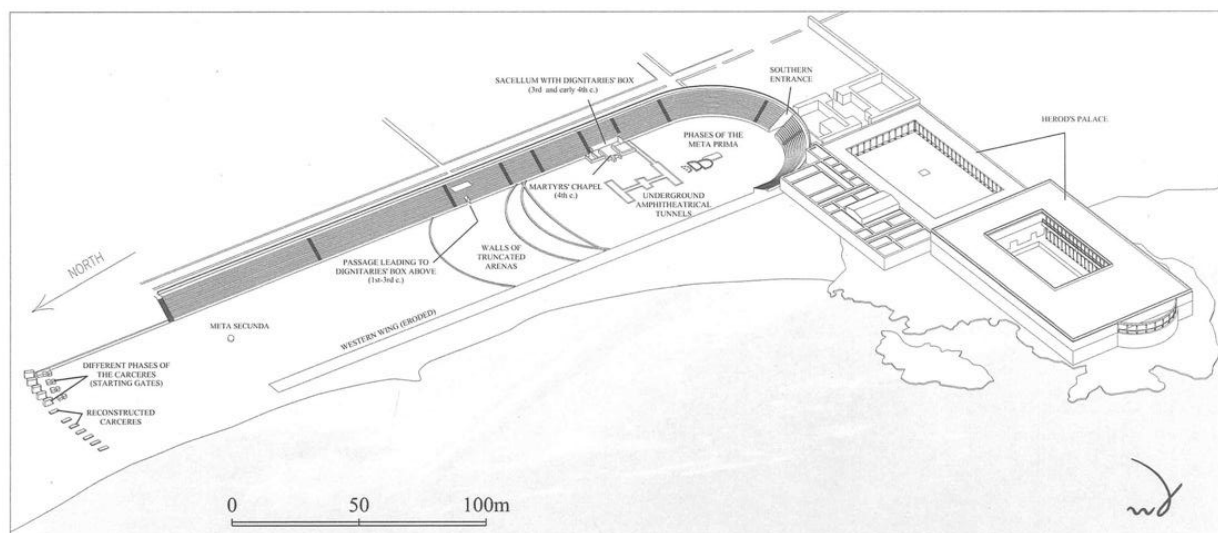 SACELLUM WITH DIGNITARIES' BOX
(3rd and early 4th c.)
SOUTHERN
ENTRANCE
HEROD'S PALACE
PHASES OF THE
META PRIMA
MARTYRS' CHAPEL
(4th c.)
UNDERGROUND
AMPHITHEATRICAL
TUNNELS
WALLS OF
TRUNCATED
ARENAS
PASSAGE LEADING TO
DIGNITARIES' BOX ABOVE
(1st-3rd c.)
NORTH
WESTERN WING (ERODED)
META SECUNDA
DIFFERENT PHASES OF
THE CARCERES
(STARTING GATES)
RECONSTRUCTED
CARCERES
0 50 100m